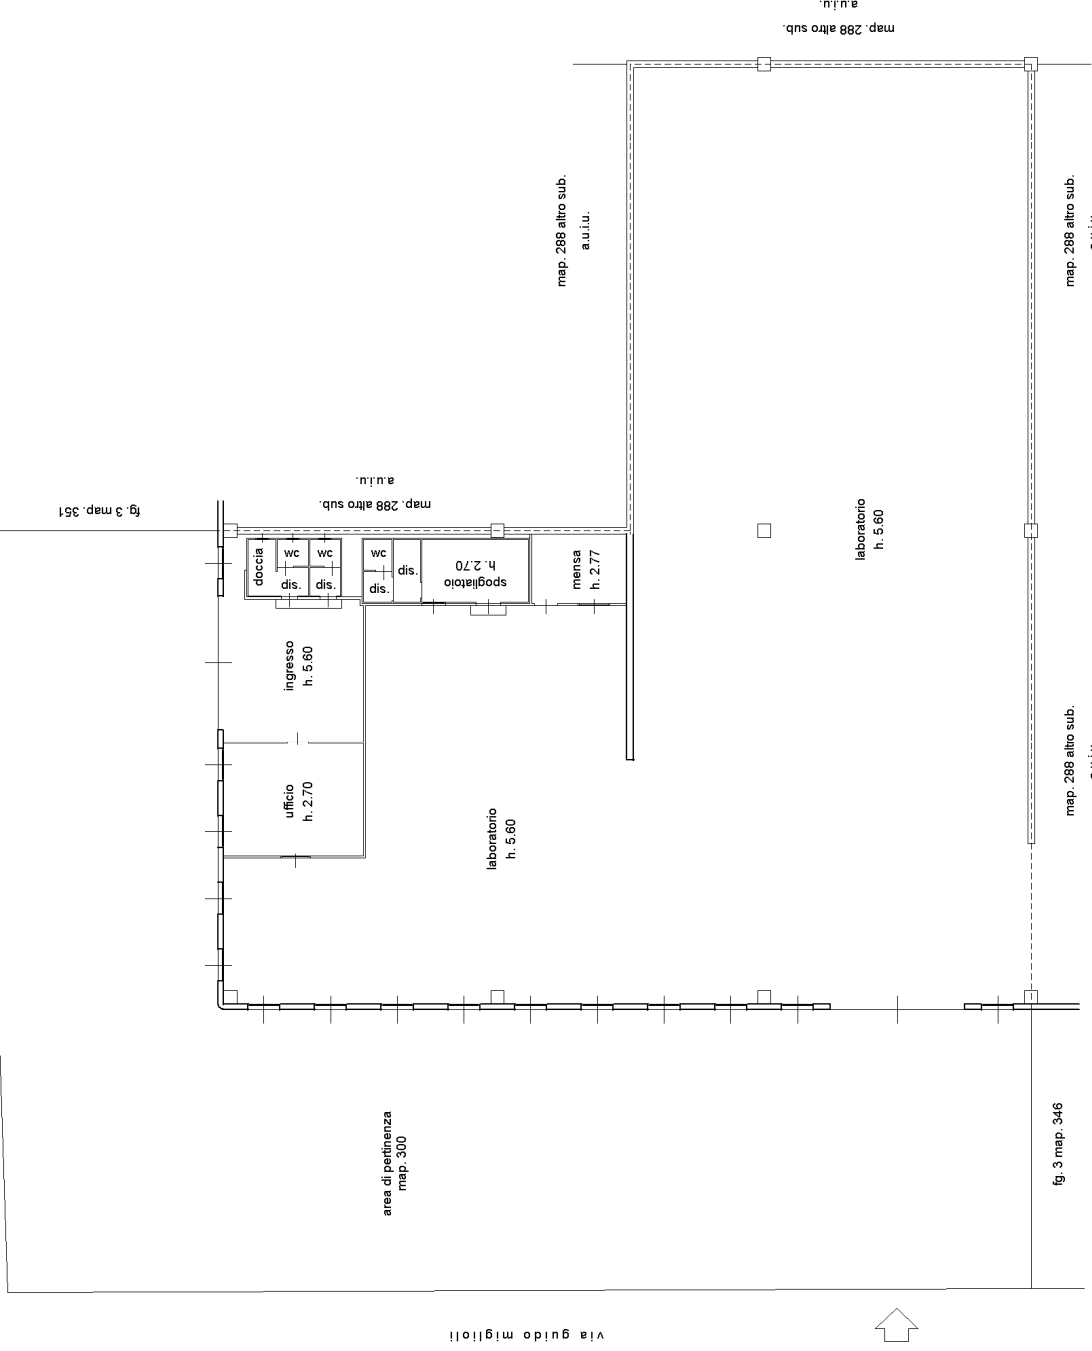 a.u.i.u.
map. 288 altro sub.
map. 288 altro sub.
a.u.i.u.
map. 288 altro sub.
a.u.i.u.
map. 288 altro sub.
fg. 3 map. 351
laboratorio
h. 5.60
doccia
wc
wc
dis.
dis.
wc
dis.
dis.
spogliatoio
h. 2.70
mensa
h. 2.77
ingresso
h. 5.60
ufficio
h. 2.70
laboratorio
h. 5.60
map. 288 altro sub.
area di pertinenza
map. 300
fg. 3 map. 346
via guido miglioli